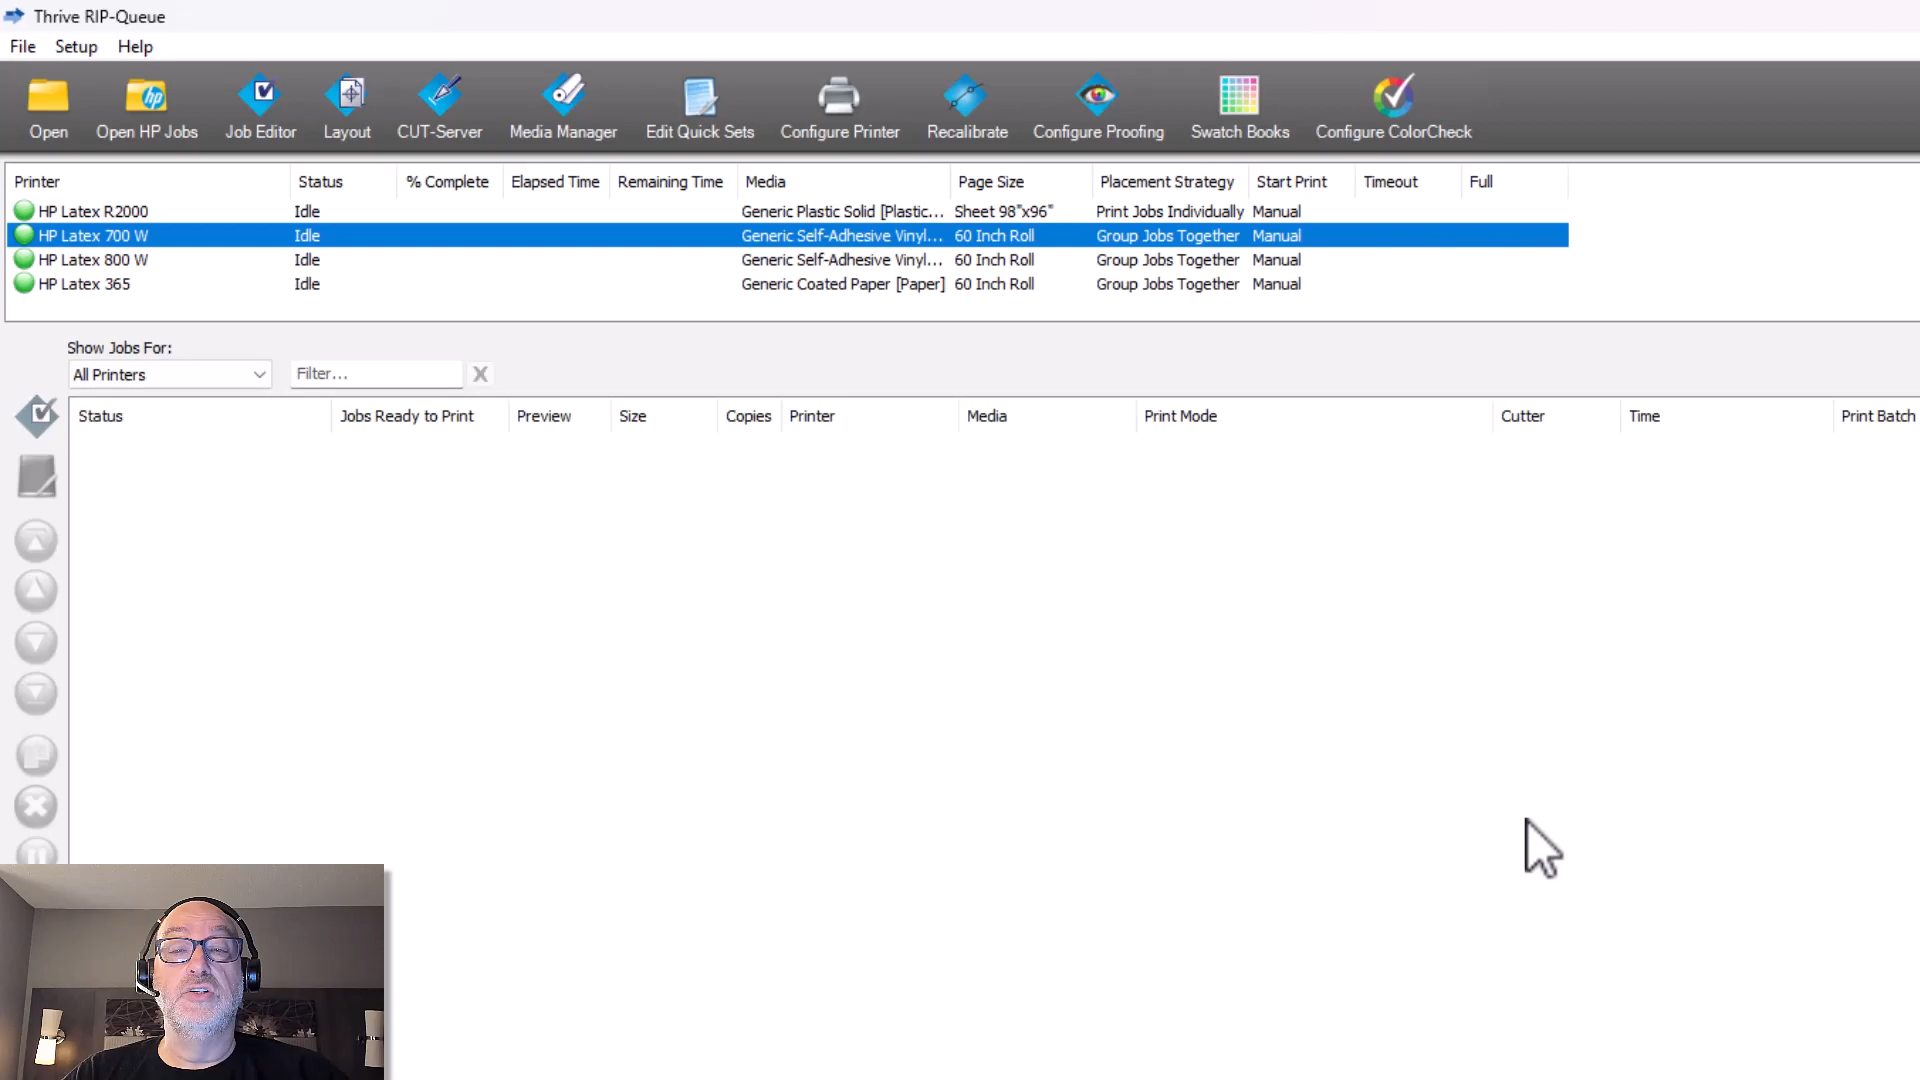 Thrive RIP-Queue
File Setup Help
Open Open HP Jobs Job Editor Layout CUT-Server Media Manager Edit Quick Sets Configure Printer Recalibrate Configure Proofing Swatch Books Configure ColorCheck
Printer Status % Complete Elapsed Time Remaining Time Media Page Size Placement Strategy Start Print Timeout Full
HP Latex R2000 Idle Generic Plastic Solid [Plastic... Sheet 98"x96" Print Jobs Individually Manual
HP Latex 700 W Idle Generic Self-Adhesive Vinyl... 60 Inch Roll Group Jobs Together Manual
HP Latex 800 W Idle Generic Self-Adhesive Vinyl... 60 Inch Roll Group Jobs Together Manual
HP Latex 365 Idle Generic Coated Paper [Paper] 60 Inch Roll Group Jobs Together Manual
Show Jobs For:
All Printers Filter... X
Status Jobs Ready to Print Preview Size Copies Printer Media Print Mode Cutter Time Print Batch